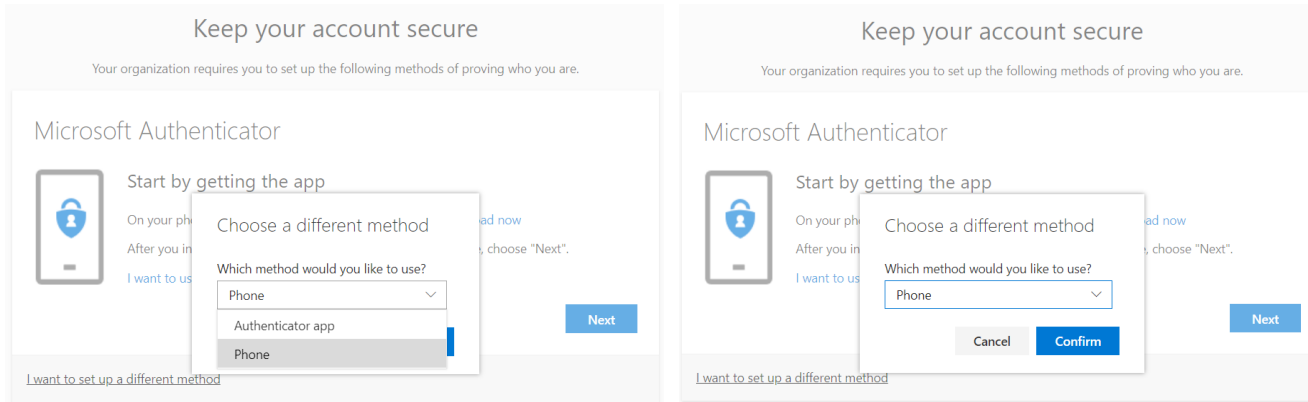 Keep your account secure
Your organization requires you to set up the following methods of proving who you are.
Microsoft Authenticator
Start by getting the app
On your ph
ad now
After you in
, choose "Next".
I want to us
Choose a different method
Which method would you like to use?
Phone
Authenticator app
Phone
Next
I want to set up a different method
Keep your account secure
Your organization requires you to set up the following methods of proving who you are.
Microsoft Authenticator
Start by getting the app
On your ph
ad now
After you in
, choose "Next".
I want to us
Choose a different method
Which method would you like to use?
Phone
Cancel Confirm
Next
I want to set up a different method